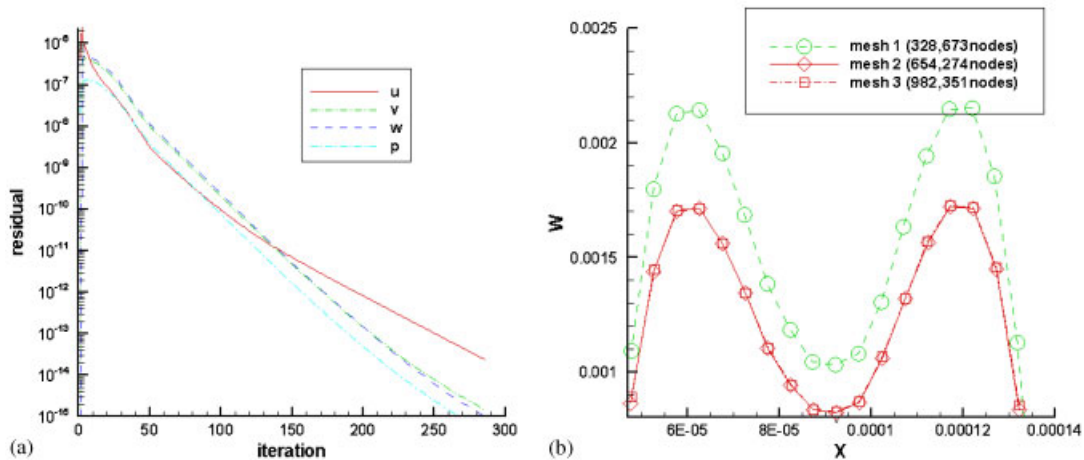 10-6
10-7
10-8
10-9
10-10
10-11
10-12
10-13
10-14
10-15
residual
0 50 100 150 200 250 300
iteration
u
v
w
p
(a)
0.0025
0.002
0.0015
0.001
W
6E-05 8E-05 0.0001 0.00012 0.00014
X
mesh 1 (328,673nodes)
mesh 2 (654,274nodes)
mesh 3 (982,351nodes)
(b)